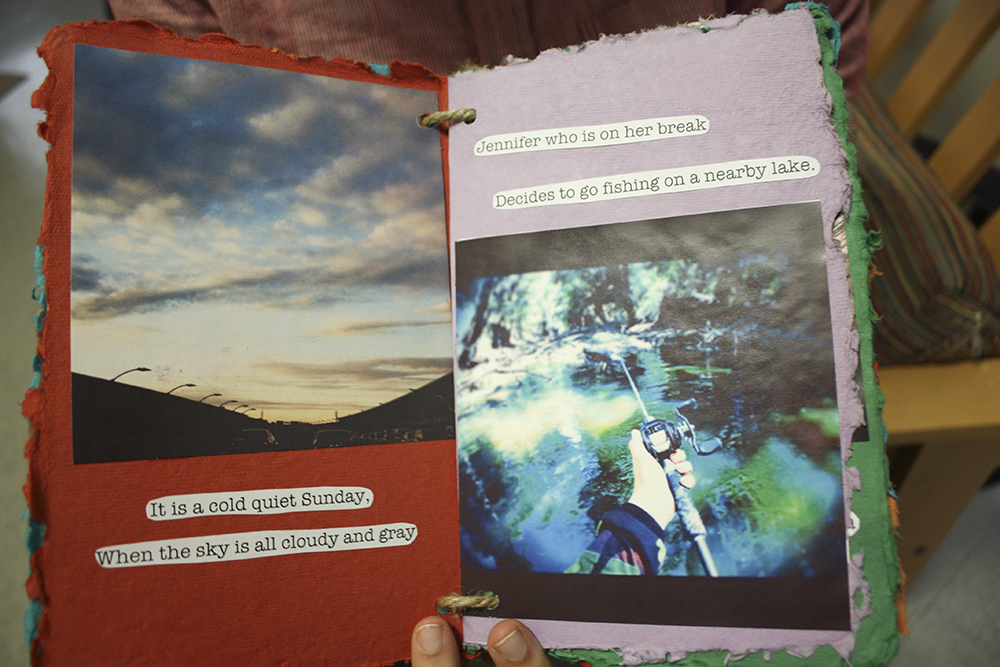 It is a cold quiet Sunday,
When the sky is all cloudy and gray
Jennifer who is on her break
Decides to go fishing on a nearby lake.